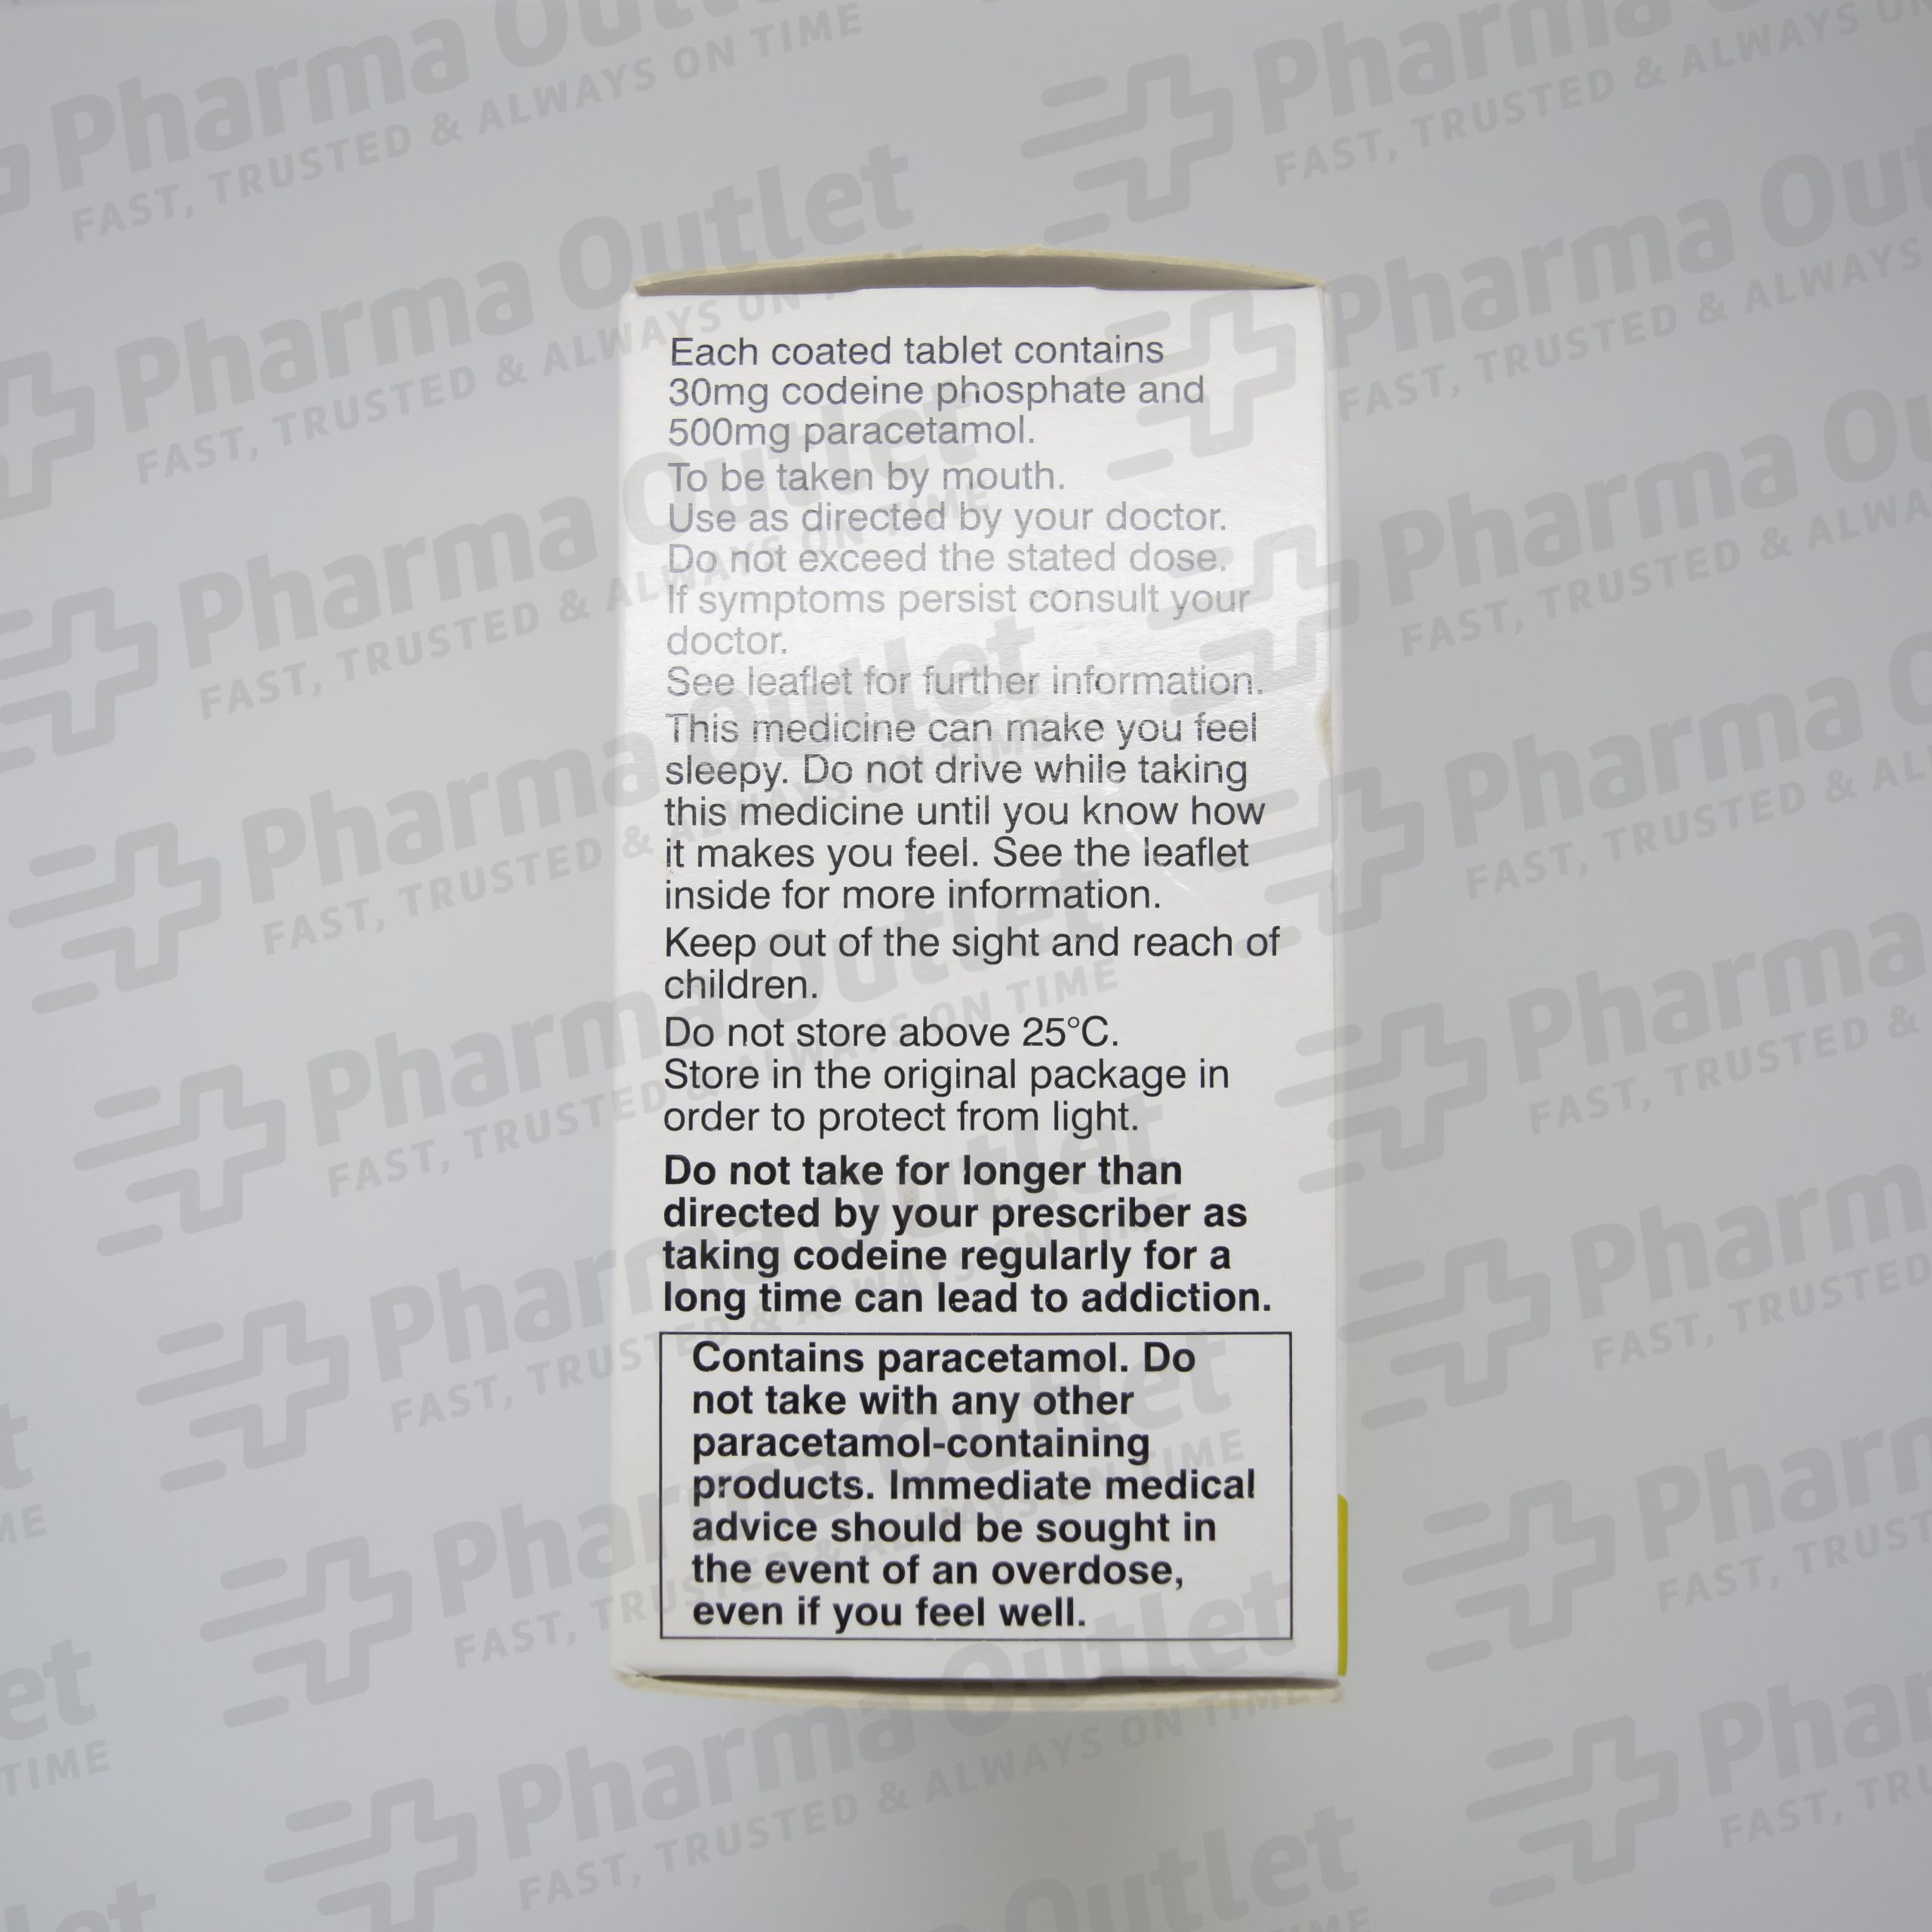 Each coated tablet contains
30mg codeine phosphate and
500mg paracetamol.
To be taken by mouth.
Use as directed by your doctor.
Do not exceed the stated dose.
If symptoms persist consult your
doctor.
See leaflet for further information.
This medicine can make you feel
sleepy. Do not drive while taking
this medicine until you know how
it makes you feel. See the leaflet
inside for more information.
Keep out of the sight and reach of
children.
Do not store above 25°C.
Store in the original package in
order to protect from light.
Do not take for longer than
directed by your prescriber as
taking codeine regularly for a
long time can lead to addiction.
Contains paracetamol. Do
not take with any other
paracetamol-containing
products. Immediate medical
advice should be sought in
the event of an overdose,
even if you feel well.
Pharma Outlet
FAST, TRUSTED & ALWAYS ON TIME